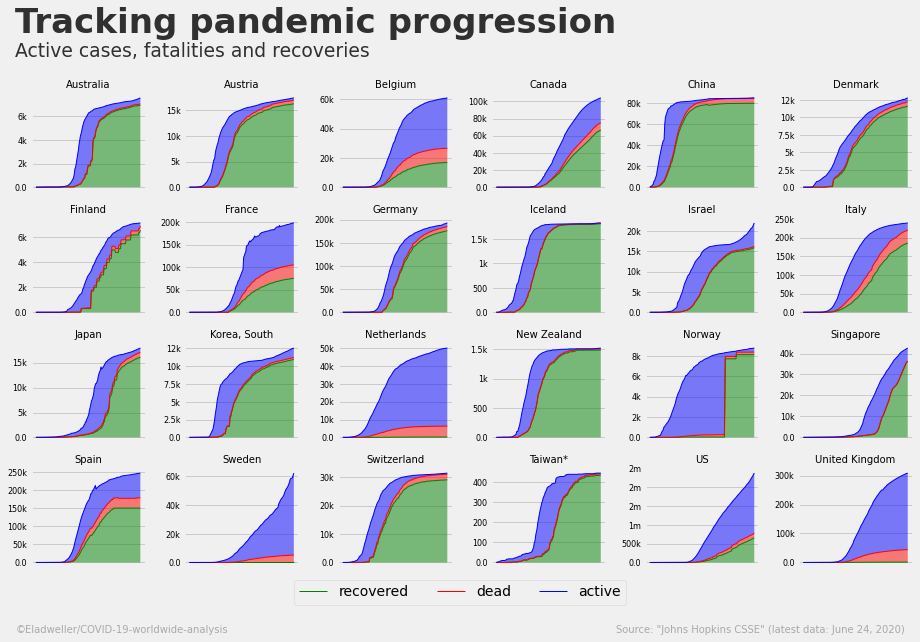 Tracking pandemic progression
Active cases, fatalities and recoveries
Australia Austria Belgium Canada China Denmark
6k 4k 2k 0.0
15k 10k 5k 0.0
60k 40k 20k 0.0
100k 80k 60k 40k 20k 0.0
80k 60k 40k 20k 0.0
12k 10k 7.5k 5k 2.5k 0.0
Finland France Germany Iceland Israel Italy
6k 4k 2k 0.0
200k 150k 100k 50k 0.0
200k 150k 100k 50k 0.0
1.5k 1k 500 0.0
20k 15k 10k 5k 0.0
250k 200k 150k 100k 50k 0.0
Japan Korea, South Netherlands New Zealand Norway Singapore
15k 10k 5k 0.0
12k 10k 7.5k 5k 2.5k 0.0
50k 40k 30k 20k 10k 0.0
1.5k 1k 500 0.0
8k 6k 4k 2k 0.0
40k 30k 20k 10k 0.0
Spain Sweden Switzerland Taiwan* US United Kingdom
250k 200k 150k 100k 50k 0.0
60k 40k 20k 0.0
30k 20k 10k 0.0
400 300 200 100 0.0
2m 2m 2m 1m 500k 0.0
300k 200k 100k 0.0
recovered dead active
©Eladweller/COVID-19-worldwide-analysis
Source: "Johns Hopkins CSSE" (latest data: June 24, 2020)